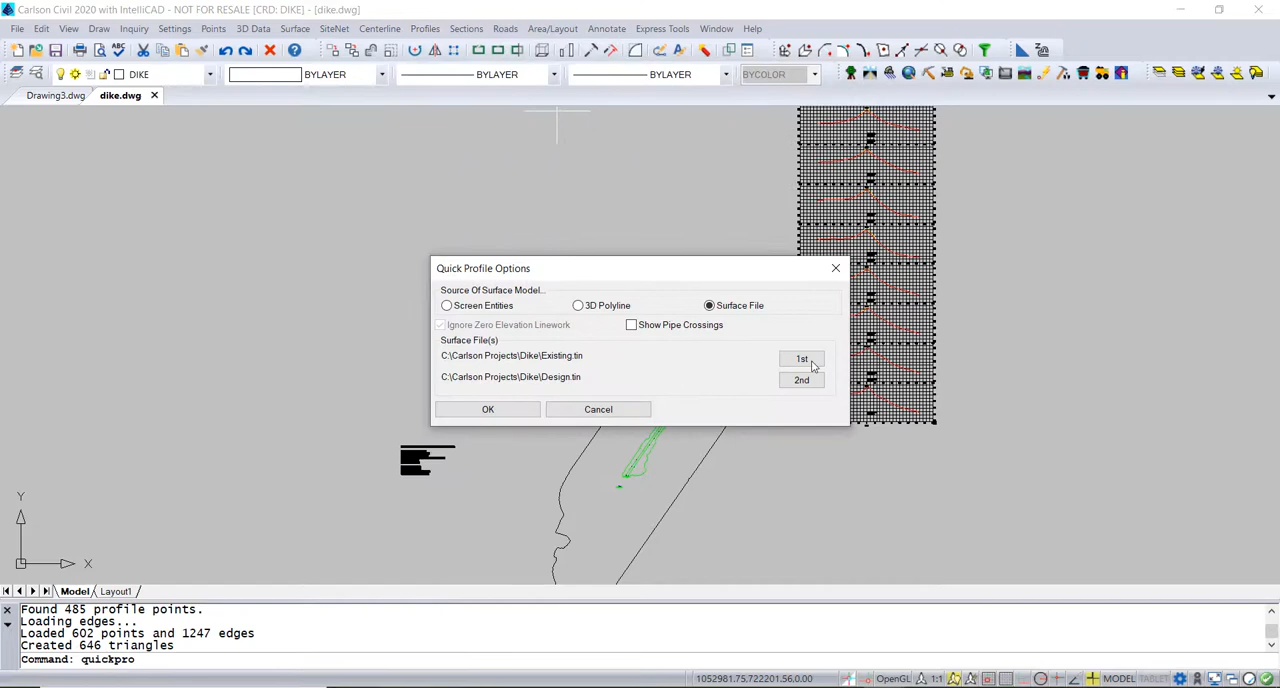 Carlson Civil 2020 with IntelliCAD - NOT FOR RESALE [CRD: DIKE] - [dike.dwg]
File Edit View Draw Inquiry Settings Points 3D Data Surface SiteNet Centerline Profiles Sections Roads Area/Layout Annotate Express Tools Window Help
DIKE BYLAYER BYLAYER BYLAYER BYCOLOR
Drawing3.dwg dike.dwg
Quick Profile Options
Source Of Surface Model...
Screen Entities 3D Polyline Surface File
Ignore Zero Elevation Linework Show Pipe Crossings
Surface File(s)
C:\Carlson Projects\Dike\Existing.tin 1st
C:\Carlson Projects\Dike\Design.tin 2nd
OK Cancel
Y
X
Model Layout1
Found 485 profile points.
Loading edges...
Loaded 602 points and 1247 edges
Created 646 triangles
Command: quickpro
1052981.75,722201.56,0.00 OpenGL 1:1 MODEL TABLET